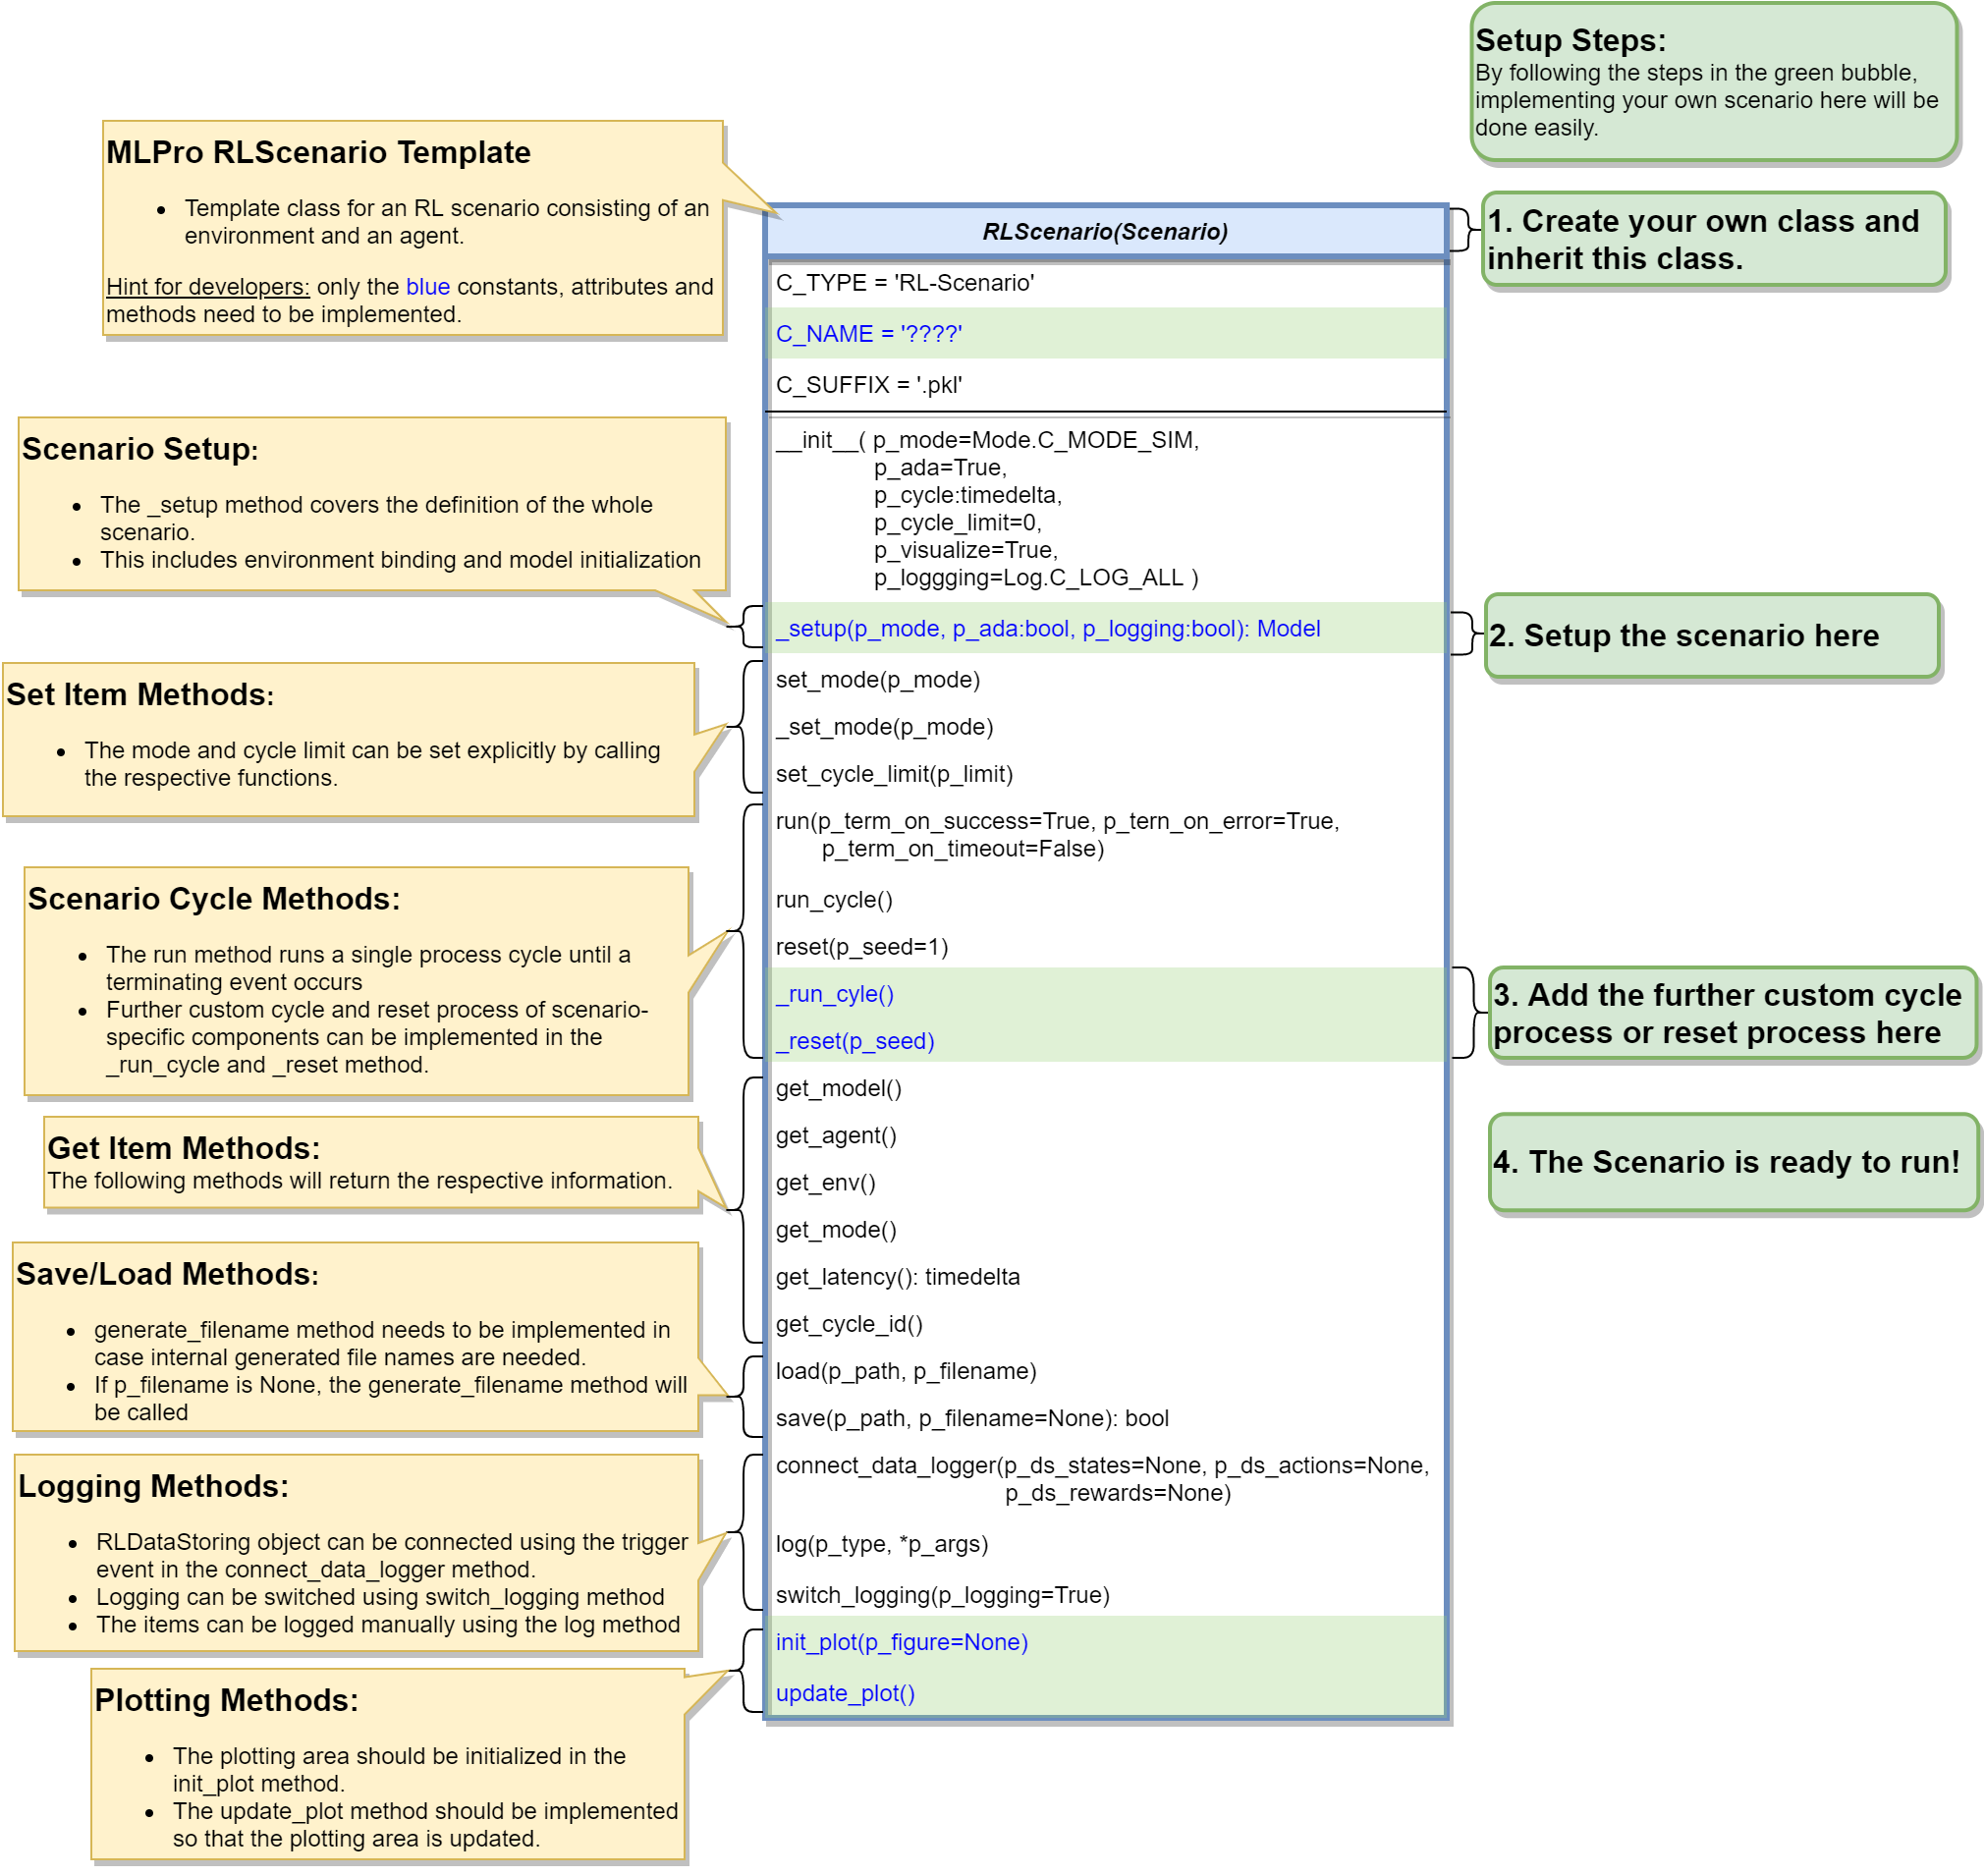 Setup Steps:
By following the steps in the green bubble,
implementing your own scenario here will be
done easily.
MLPro RLScenario Template
Template class for an RL scenario consisting of an
environment and an agent.
Hint for developers: only the blue constants, attributes and
methods need to be implemented.
RLScenario(Scenario)
1. Create your own class and
inherit this class.
C_TYPE = 'RL-Scenario'
C_NAME = '????'
C_SUFFIX = '.pkl'
Scenario Setup:
The _setup method covers the definition of the whole
scenario.
This includes environment binding and model initialization
__init__( p_mode=Mode.C_MODE_SIM,
p_ada=True,
p_cycle:timedelta,
p_cycle_limit=0,
p_visualize=True,
p_loggging=Log.C_LOG_ALL )
_setup(p_mode, p_ada:bool, p_logging:bool): Model
2. Setup the scenario here
Set Item Methods:
The mode and cycle limit can be set explicitly by calling
the respective functions.
set_mode(p_mode)
_set_mode(p_mode)
set_cycle_limit(p_limit)
Scenario Cycle Methods:
The run method runs a single process cycle until a
terminating event occurs
Further custom cycle and reset process of scenario-
specific components can be implemented in the
_run_cycle and _reset method.
run(p_term_on_success=True, p_tern_on_error=True,
p_term_on_timeout=False)
run_cycle()
reset(p_seed=1)
_run_cyle()
_reset(p_seed)
3. Add the further custom cycle
process or reset process here
Get Item Methods:
The following methods will return the respective information.
get_model()
get_agent()
get_env()
get_mode()
get_latency(): timedelta
get_cycle_id()
4. The Scenario is ready to run!
Save/Load Methods:
generate_filename method needs to be implemented in
case internal generated file names are needed.
If p_filename is None, the generate_filename method will
be called
load(p_path, p_filename)
save(p_path, p_filename=None): bool
Logging Methods:
RLDataStoring object can be connected using the trigger
event in the connect_data_logger method.
Logging can be switched using switch_logging method
The items can be logged manually using the log method
connect_data_logger(p_ds_states=None, p_ds_actions=None,
p_ds_rewards=None)
log(p_type, *p_args)
switch_logging(p_logging=True)
Plotting Methods:
The plotting area should be initialized in the
init_plot method.
The update_plot method should be implemented
so that the plotting area is updated.
init_plot(p_figure=None)
update_plot()